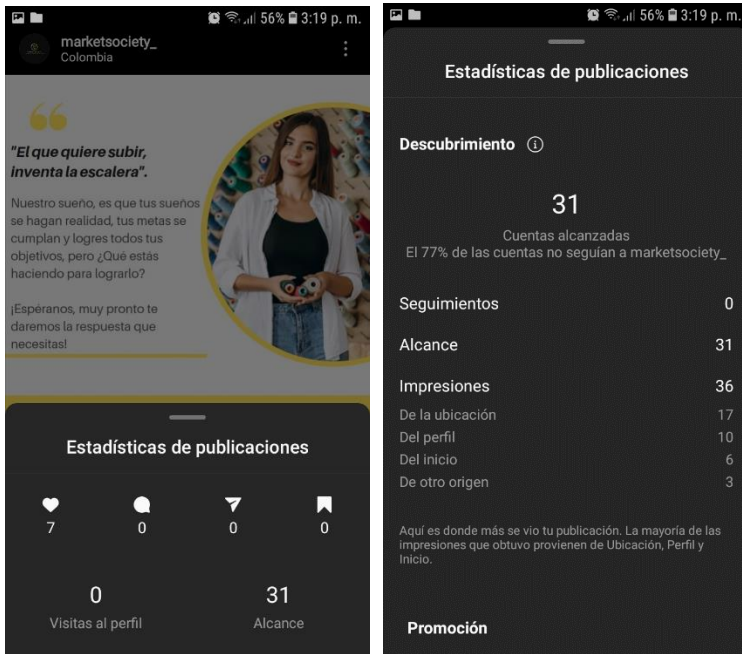 56% 3:19 p. m.
marketsociety_
Colombia
"El que quiere subir,
inventa la escalera".
Nuestro sueño, es que tus sueños
se hagan realidad, tus metas se
cumplan y logres todos tus
objetivos, pero ¿Qué estás
haciendo para lograrlo?
¡Espéranos, muy pronto te
daremos la respuesta que
necesitas!
Estadísticas de publicaciones
7 0 0 0
0 31
Visitas al perfil Alcance
56% 3:19 p. m.
Estadísticas de publicaciones
Descubrimiento
31
Cuentas alcanzadas
El 77% de las cuentas no seguían a marketsociety_
Seguimientos 0
Alcance 31
Impresiones 36
De la ubicación 17
Del perfil 10
Del inicio 6
De otro origen 3
Aquí es donde más se vio tu publicación. La mayoría de las
impresiones que obtuvo provienen de Ubicación, Perfil y
Inicio.
Promoción